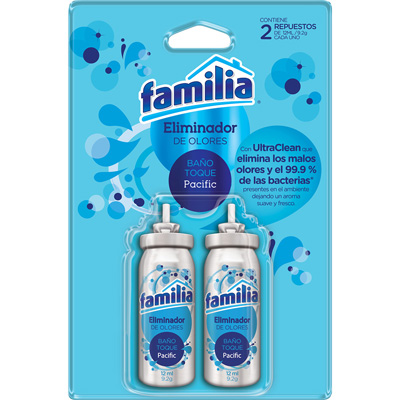 CONTIENE
2 REPUESTOS
DE 12ML/9.2g
CADA UNO
familia
Eliminador
DE OLORES
BAÑO
TOQUE
Pacific
Con UltraClean que
elimina los malos
olores y el 99.9 %
de las bacterias*
presentes en el ambiente
dejando un aroma
suave y fresco.
familia
Eliminador
DE OLORES
BAÑO
TOQUE
Pacific
12 ml
9.2g
familia
Eliminador
DE OLORES
BAÑO
TOQUE
Pacific
12 ml
9.2g